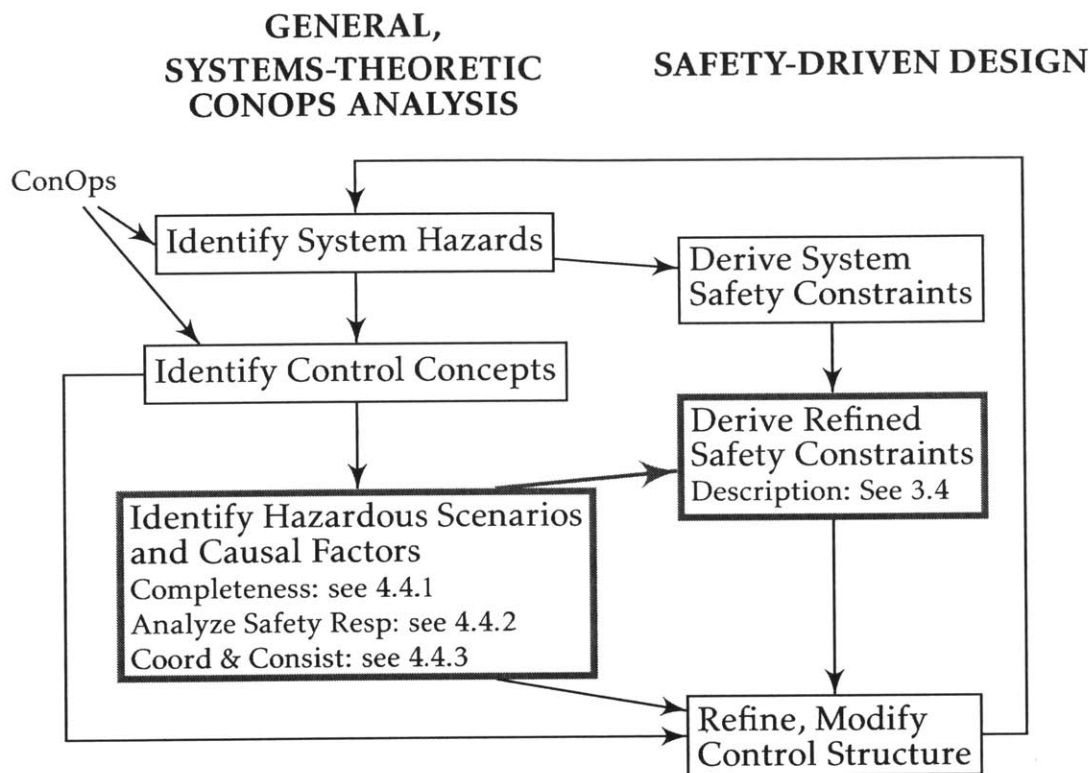 GENERAL,
SYSTEMS-THEORETIC
CONOPS ANALYSIS
SAFETY-DRIVEN DESIGN
ConOps
Identify System Hazards
Derive System
Safety Constraints
Identify Control Concepts
Derive Refined
Safety Constraints
Description: See 3.4
Identify Hazardous Scenarios
and Causal Factors
Completeness: see 4.4.1
Analyze Safety Resp: see 4.4.2
Coord & Consist: see 4.4.3
Refine, Modify
Control Structure